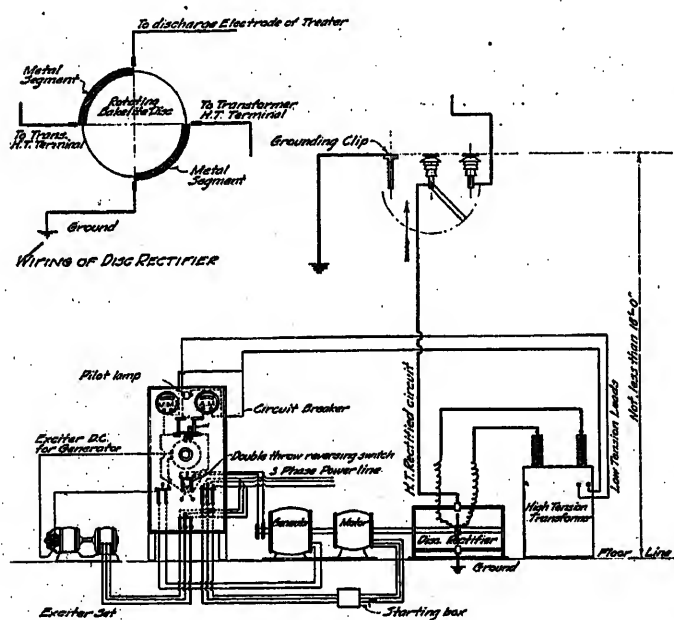 To discharge Electrode of Treater
Metal
Segment
Rotating
Bakelite Disc
To Transformer
H.T. Terminal
To Trans.
H.T. Terminal
Metal
Segment
Ground
WIRING OF DISC RECTIFIER
Grounding Clip
Not less than 18'-0"
Pilot lamp
Circuit Breaker
Exciter D.C.
for Generator
Double throw reversing switch
3 Phase Power line
H.T. Rectified circuit
Low Tension Leads
Generator
Motor
Disc. Rectifier
High Tension
Transformer
Floor Line
Ground
Exciter Set
Starting box